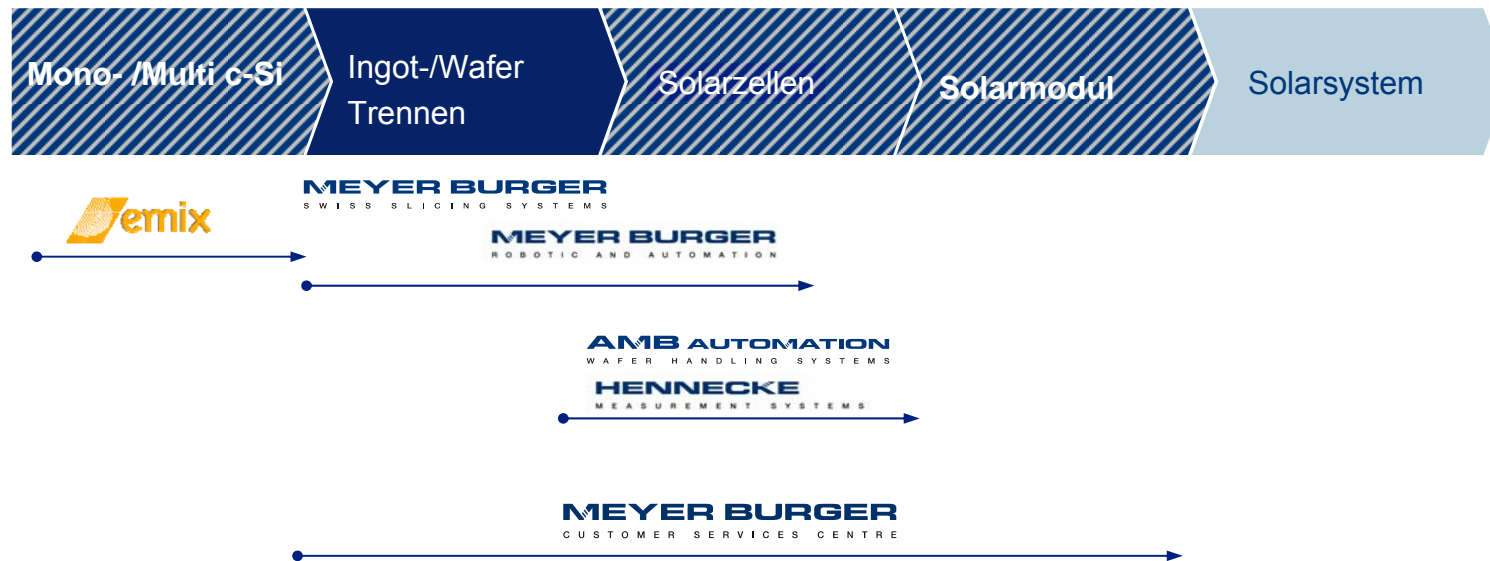 Mono- /Multi c-Si
Ingot-/Wafer
Trennen
Solarzellen
Solarmodul
Solarsystem
emix
MEYER BURGER
SWISS SLICING SYSTEMS
MEYER BURGER
ROBOTIC AND AUTOMATION
AMB AUTOMATION
WAFER HANDLING SYSTEMS
HENNECKE
MEASUREMENT SYSTEMS
MEYER BURGER
CUSTOMER SERVICES CENTRE